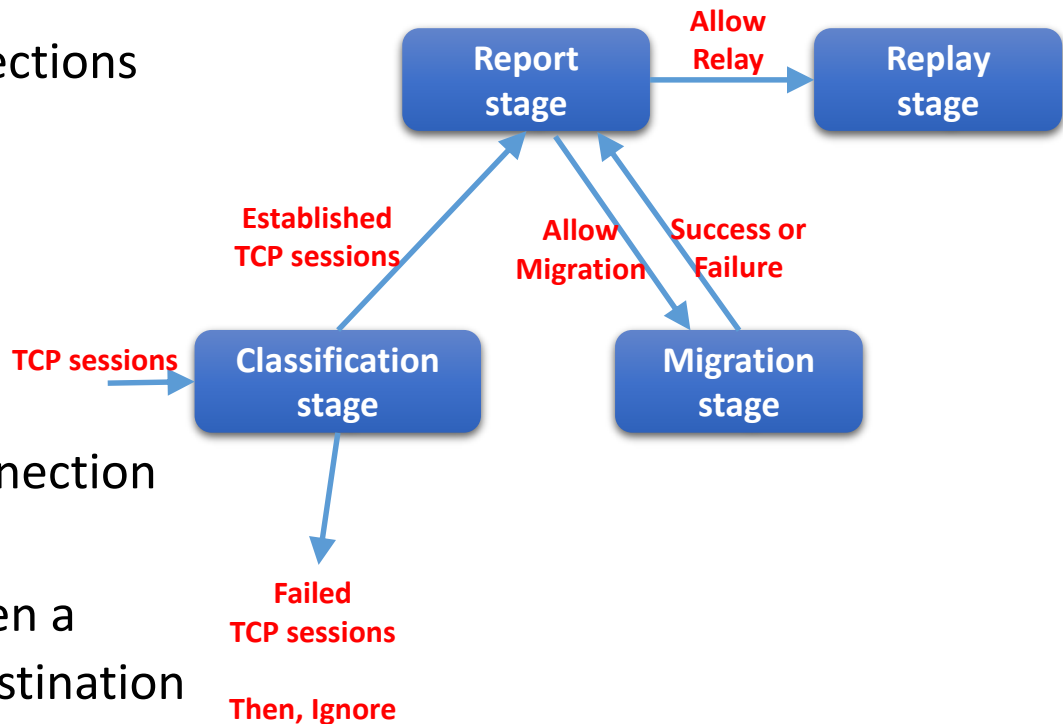 ections
Allow
Relay
Report
stage
Replay
stage
Established
TCP sessions
Allow
Migration
Success or
Failure
TCP sessions
Classification
stage
Migration
stage
nnection
Failed
TCP sessions
en a
stination
Then, Ignore